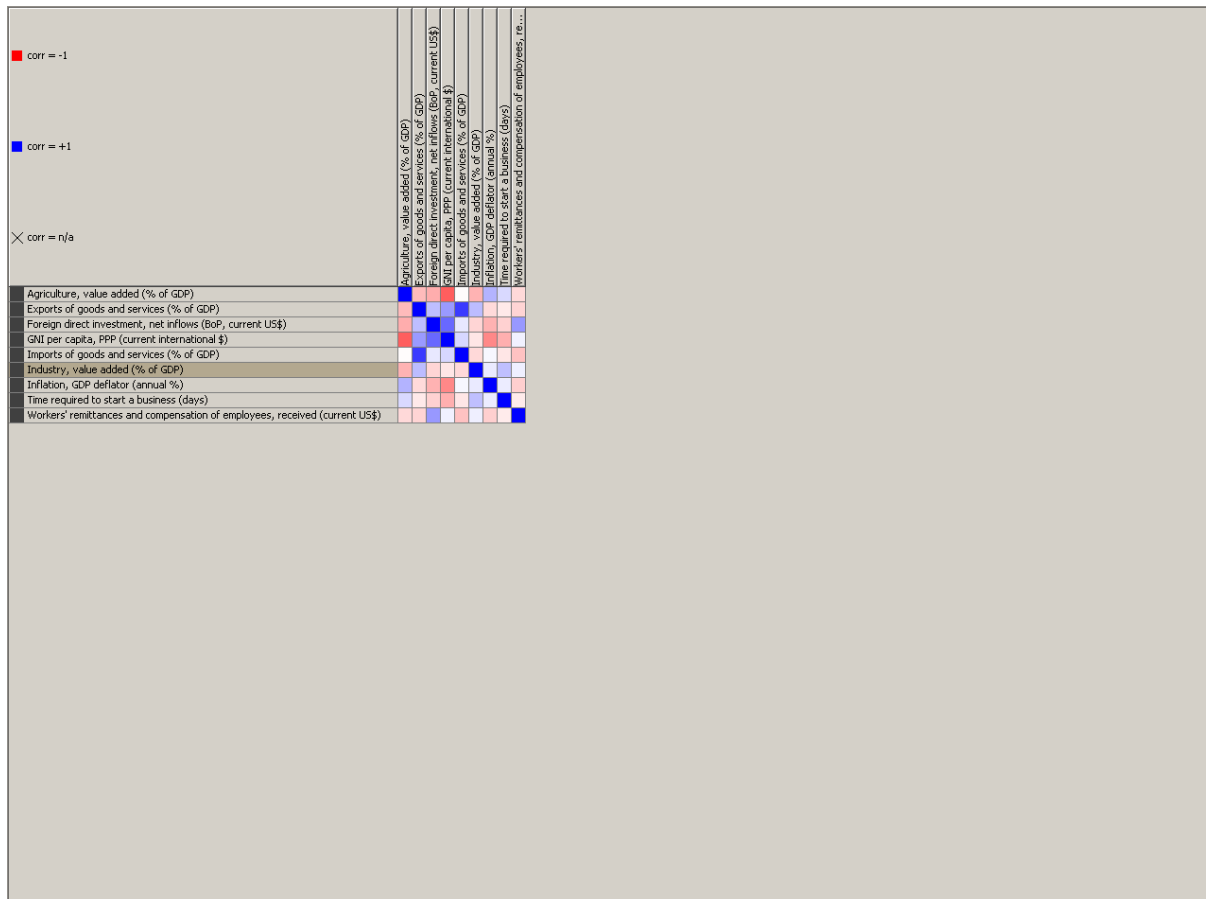 corr = -1
corr = +1
corr = n/a
Agriculture, value added (% of GDP)
Exports of goods and services (% of GDP)
Foreign direct investment, net inflows (BoP, current US$)
GNI per capita, PPP (current international $)
Imports of goods and services (% of GDP)
Industry, value added (% of GDP)
Inflation, GDP deflator (annual %)
Time required to start a business (days)
Workers' remittances and compensation of employees, re...
Agriculture, value added (% of GDP)
Exports of goods and services (% of GDP)
Foreign direct investment, net inflows (BoP, current US$)
GNI per capita, PPP (current international $)
Imports of goods and services (% of GDP)
Industry, value added (% of GDP)
Inflation, GDP deflator (annual %)
Time required to start a business (days)
Workers' remittances and compensation of employees, received (current US$)